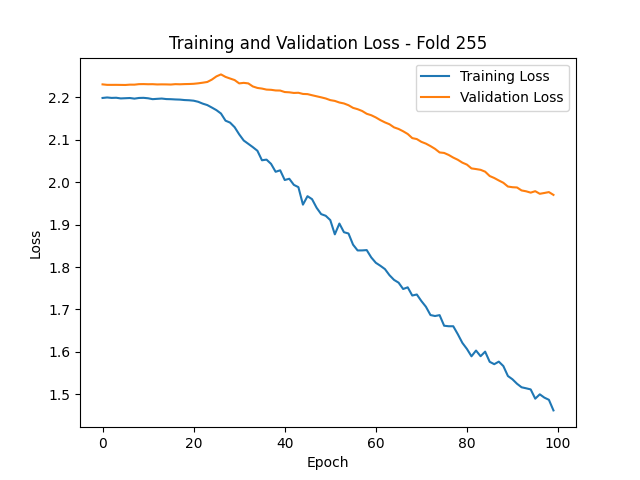 Training and Validation Loss - Fold 255
Training Loss
Validation Loss
2.2
2.1
2.0
1.9
1.8
1.7
1.6
1.5
Loss
0
20
40
60
80
100
Epoch